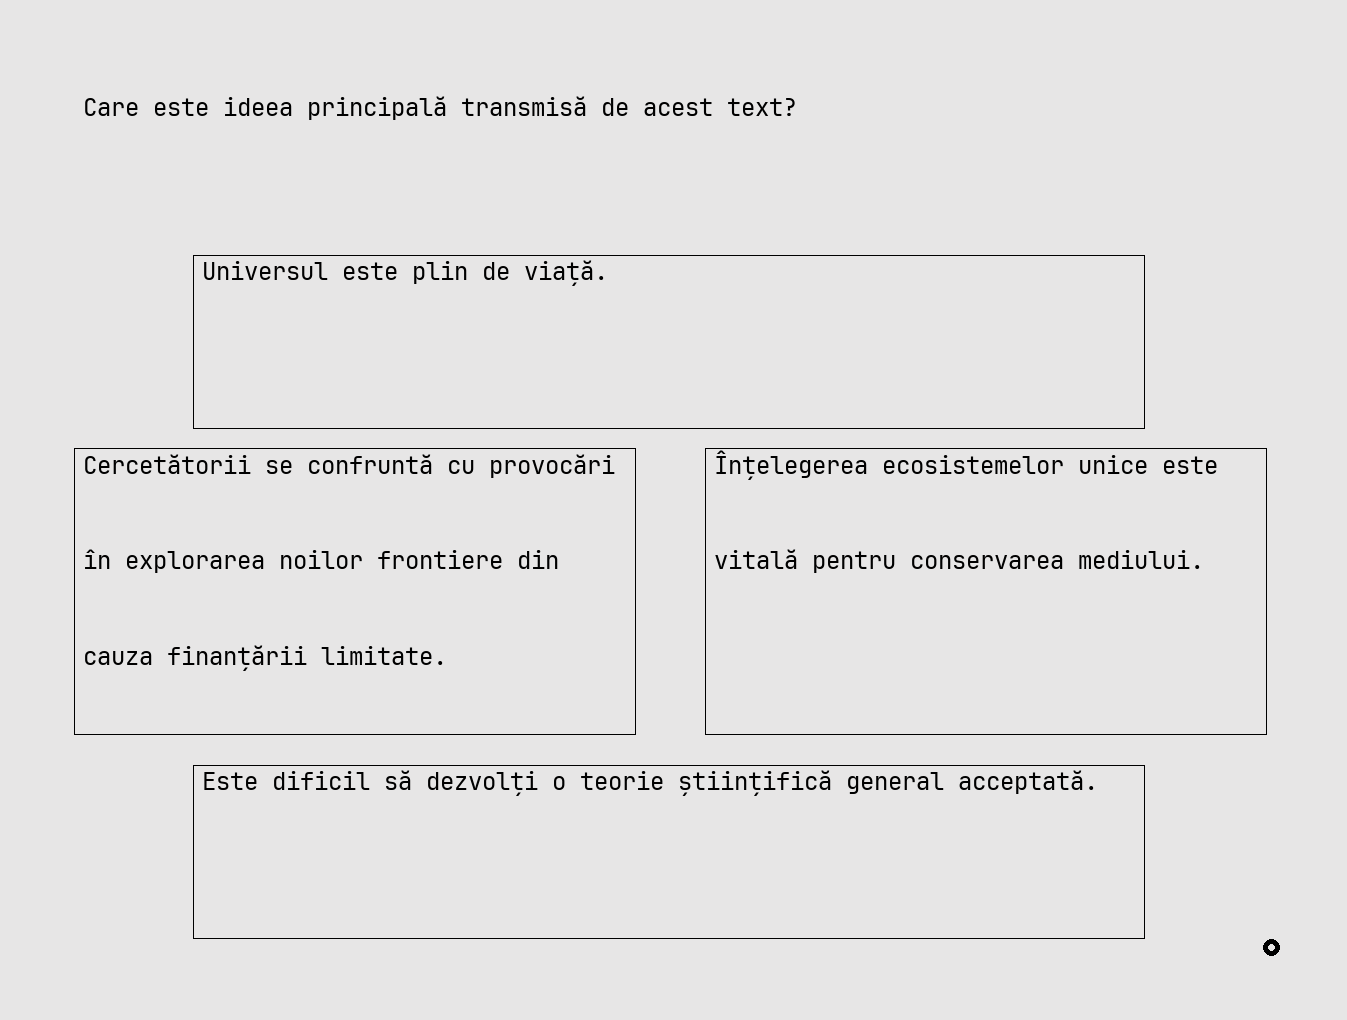 Care este ideea principală transmisă de acest text?
Universul este plin de viață.
Cercetătorii se confruntă cu provocări
în explorarea noilor frontiere din
cauza finanțării limitate.
Înțelegerea ecosistemelor unice este
vitală pentru conservarea mediului.
Este dificil să dezvolți o teorie științifică general acceptată.